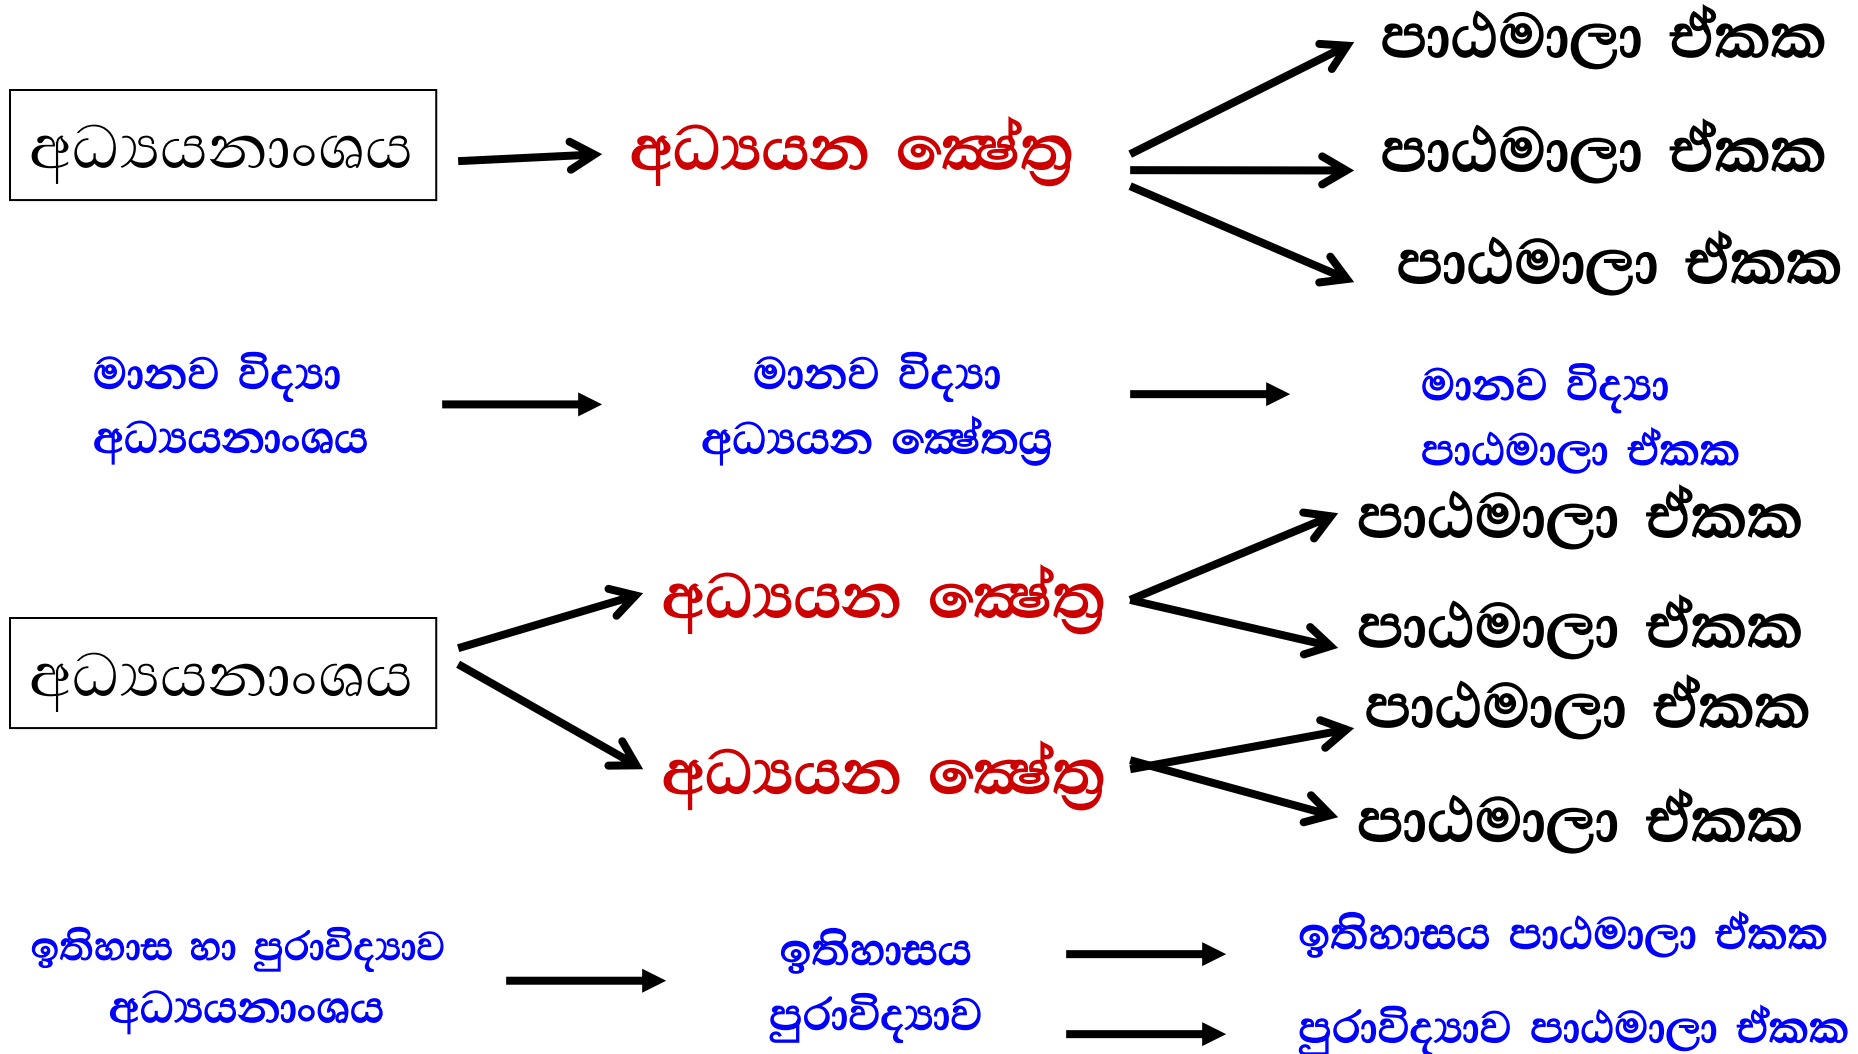 පාඨමාලා ඒකක
අධ්‍යයනාංශය
අධ්‍යයන ක්‍ෂේත්‍ර
පාඨමාලා ඒකක
පාඨමාලා ඒකක
මානව විද්‍යා
අධ්‍යයනාංශය
මානව විද්‍යා
අධ්‍යයන ක්‍ෂේතය්‍ර
මානව විද්‍යා
පාඨමාලා ඒකක
පාඨමාලා ඒකක
අධ්‍යයන ක්‍ෂේත්‍ර
පාඨමාලා ඒකක
අධ්‍යයනාංශය
පාඨමාලා ඒකක
අධ්‍යයන ක්‍ෂේත්‍ර
පාඨමාලා ඒකක
ඉතිහාස හා පුරාවිද්‍යාව
අධ්‍යයනාංශය
ඉතිහාසය
පුරාවිද්‍යාව
ඉතිහාසය පාඨමාලා ඒකක
පුරාවිද්‍යාව පාඨමාලා ඒකක